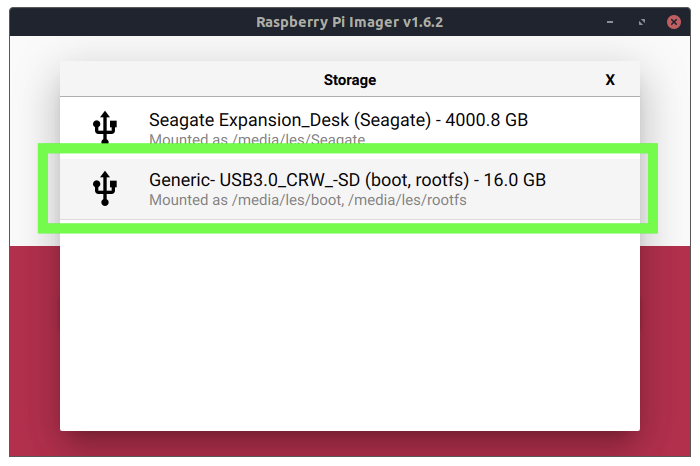 Raspberry Pi Imager v1.6.2
Storage X
Seagate Expansion_Desk (Seagate) - 4000.8 GB
Mounted as /media/les/Seagate
Generic- USB3.0_CRW_-SD (boot, rootfs) - 16.0 GB
Mounted as /media/les/boot, /media/les/rootfs